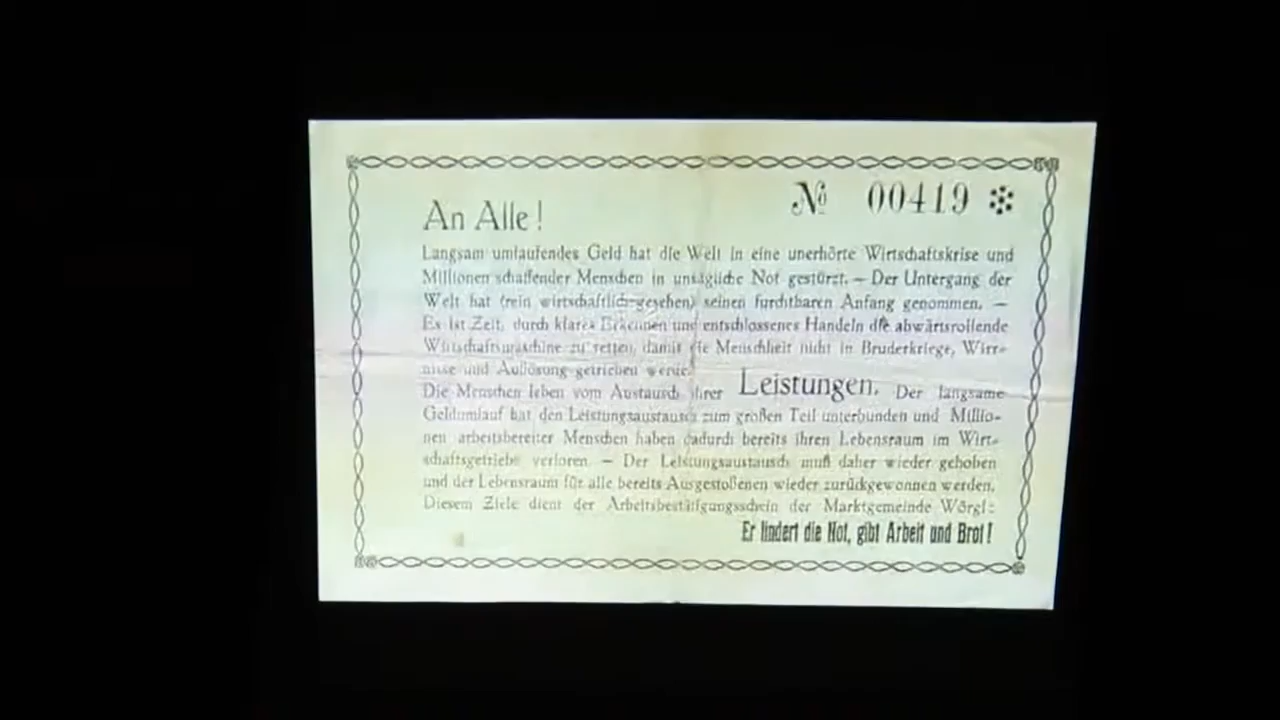 № 00419
An Alle!
Langsam umlaufendes Geld hat die Welt in eine unerhörte Wirtschaftskrise und
Millionen schaffender Menschen in unsägliche Not gestürzt. — Der Untergang der
Welt hat (rein wirtschaftlich gesehen) seinen furchtbaren Anfang genommen. —
Es ist Zeit, durch klares Erkennen und entschlossenes Handeln die abwärtsrollende
Wirtschaftsmaschine zu retten, damit die Menschheit nicht in Bruderkriege, Wirr-
nisse und Auflösung getrieben werde.
Die Menschen leben vom Austausch ihrer Leistungen. Der langsame
Geldumlauf hat den Leistungsaustausch zum großen Teil unterbunden und Millio-
nen arbeitsbereiter Menschen haben dadurch bereits ihren Lebensraum im Wirt-
schaftsgetriebe verloren. — Der Leistungsaustausch muß daher wieder gehoben
und der Lebensraum für alle bereits Ausgestoßenen wieder zurückgewonnen werden.
Diesem Ziele dient der Arbeitsbestätigungsschein der Marktgemeinde Wörgl:
Er lindert die Not, gibt Arbeit und Brot!